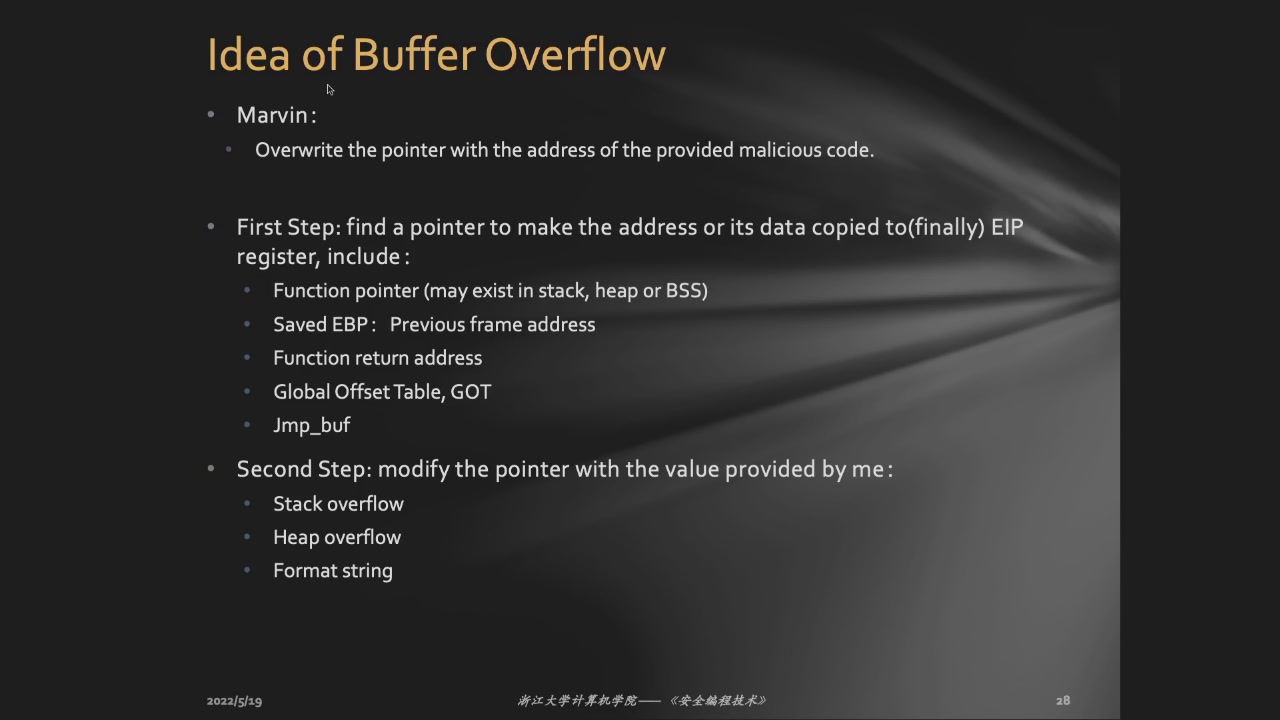 Idea of Buffer Overflow
• Marvin:
• Overwrite the pointer with the address of the provided malicious code.
• First Step: find a pointer to make the address or its data copied to(finally) EIP
register, include:
• Function pointer (may exist in stack, heap or BSS)
• Saved EBP: Previous frame address
• Function return address
• Global Offset Table, GOT
• Jmp_buf
• Second Step: modify the pointer with the value provided by me:
• Stack overflow
• Heap overflow
• Format string
2022/5/19 浙江大学计算机学院——《安全编程技术》 28